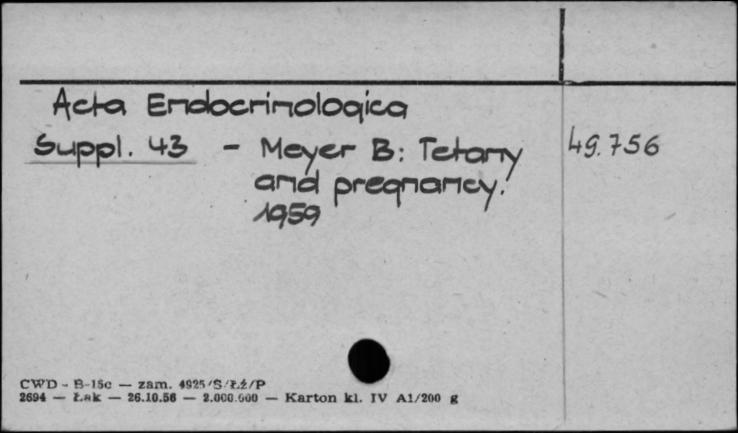 Acta Endocrinologica
Suppl. 43 - Meyer B: Tetany 49.756
and pregnancy.
1959
CWD - B-15c — zam. 4925/S/Łż/P
2694 — Łak — 26.10.56 — 2.000.000 — Karton kl. IV A1/200 g